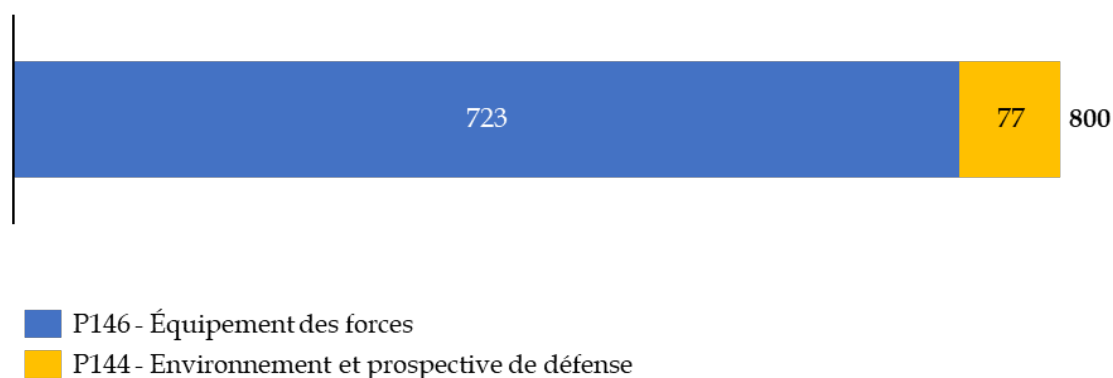 723 77 800
P146 - Équipement des forces
P144 - Environnement et prospective de défense